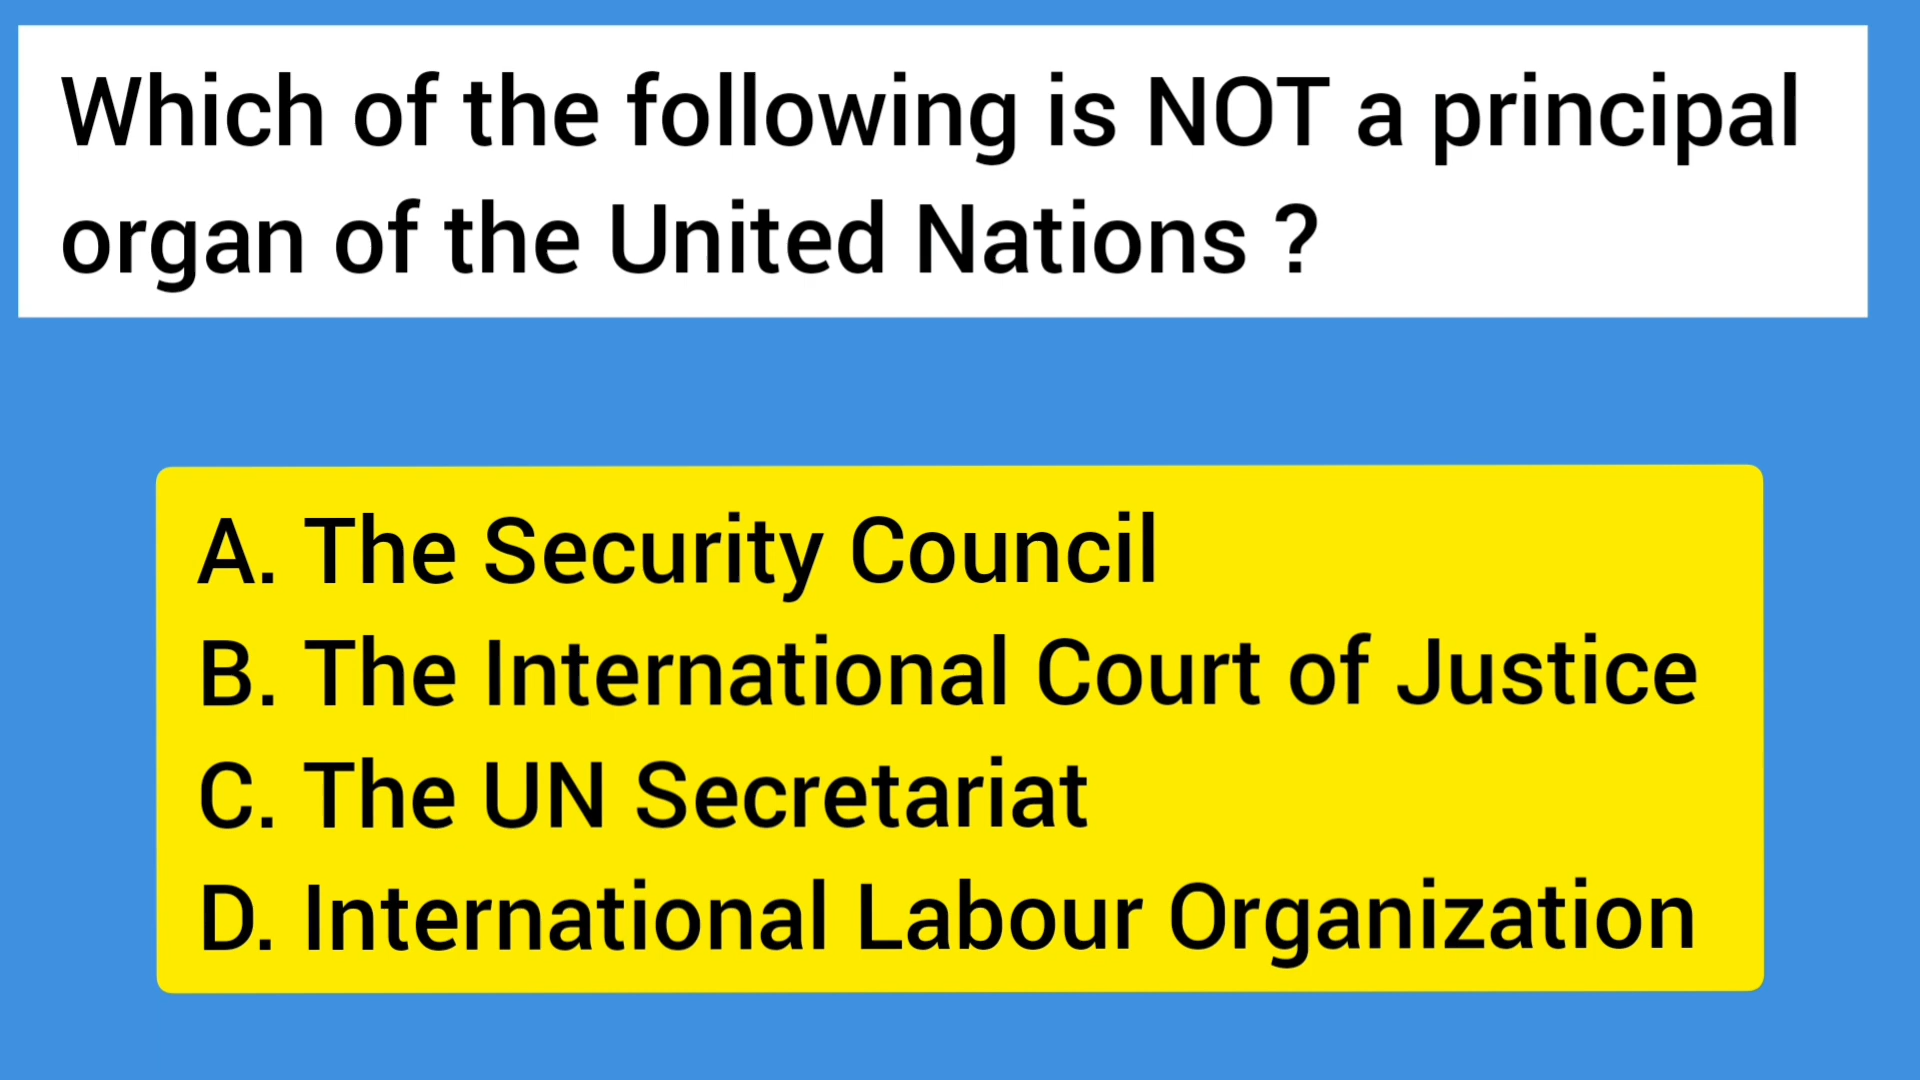 Which of the following is NOT a principal
organ of the United Nations ?
A. The Security Council
B. The International Court of Justice
C. The UN Secretariat
D. International Labour Organization